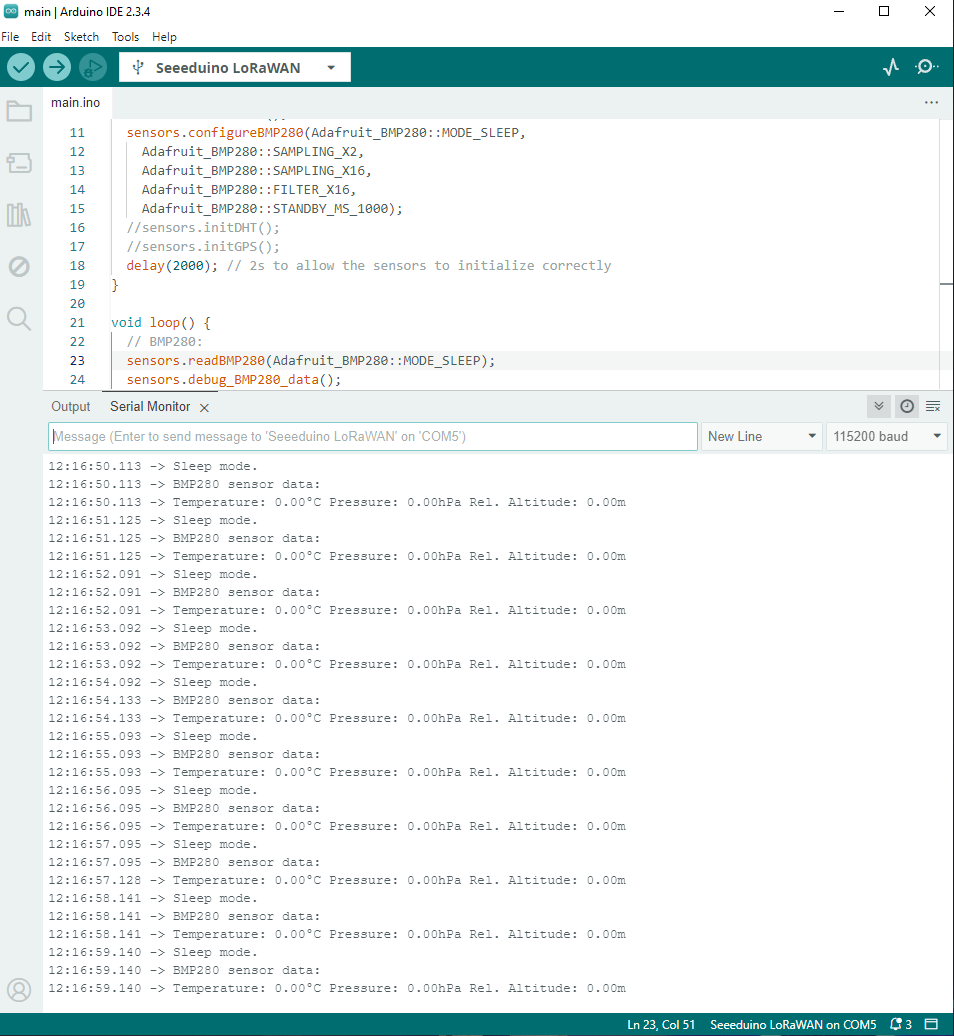 main | Arduino IDE 2.3.4
File Edit Sketch Tools Help
Seeeduino LoRaWAN
main.ino
11 sensors.configureBMP280(Adafruit_BMP280::MODE_SLEEP,
12 Adafruit_BMP280::SAMPLING_X2,
13 Adafruit_BMP280::SAMPLING_X16,
14 Adafruit_BMP280::FILTER_X16,
15 Adafruit_BMP280::STANDBY_MS_1000);
16 //sensors.initDHT();
17 //sensors.initGPS();
18 delay(2000); // 2s to allow the sensors to initialize correctly
19 }
20
21 void loop() {
22 // BMP280:
23 sensors.readBMP280(Adafruit_BMP280::MODE_SLEEP);
24 sensors.debug_BMP280_data();
Output Serial Monitor
Message (Enter to send message to 'Seeeduino LoRaWAN' on 'COM5') New Line 115200 baud
12:16:50.113 -> Sleep mode.
12:16:50.113 -> BMP280 sensor data:
12:16:50.113 -> Temperature: 0.00°C Pressure: 0.00hPa Rel. Altitude: 0.00m
12:16:51.125 -> Sleep mode.
12:16:51.125 -> BMP280 sensor data:
12:16:51.125 -> Temperature: 0.00°C Pressure: 0.00hPa Rel. Altitude: 0.00m
12:16:52.091 -> Sleep mode.
12:16:52.091 -> BMP280 sensor data:
12:16:52.091 -> Temperature: 0.00°C Pressure: 0.00hPa Rel. Altitude: 0.00m
12:16:53.092 -> Sleep mode.
12:16:53.092 -> BMP280 sensor data:
12:16:53.092 -> Temperature: 0.00°C Pressure: 0.00hPa Rel. Altitude: 0.00m
12:16:54.092 -> Sleep mode.
12:16:54.133 -> BMP280 sensor data:
12:16:54.133 -> Temperature: 0.00°C Pressure: 0.00hPa Rel. Altitude: 0.00m
12:16:55.093 -> Sleep mode.
12:16:55.093 -> BMP280 sensor data:
12:16:55.093 -> Temperature: 0.00°C Pressure: 0.00hPa Rel. Altitude: 0.00m
12:16:56.095 -> Sleep mode.
12:16:56.095 -> BMP280 sensor data:
12:16:56.095 -> Temperature: 0.00°C Pressure: 0.00hPa Rel. Altitude: 0.00m
12:16:57.095 -> Sleep mode.
12:16:57.095 -> BMP280 sensor data:
12:16:57.128 -> Temperature: 0.00°C Pressure: 0.00hPa Rel. Altitude: 0.00m
12:16:58.141 -> Sleep mode.
12:16:58.141 -> BMP280 sensor data:
12:16:58.141 -> Temperature: 0.00°C Pressure: 0.00hPa Rel. Altitude: 0.00m
12:16:59.140 -> Sleep mode.
12:16:59.140 -> BMP280 sensor data:
12:16:59.140 -> Temperature: 0.00°C Pressure: 0.00hPa Rel. Altitude: 0.00m
Ln 23, Col 51 Seeeduino LoRaWAN on COM5 3